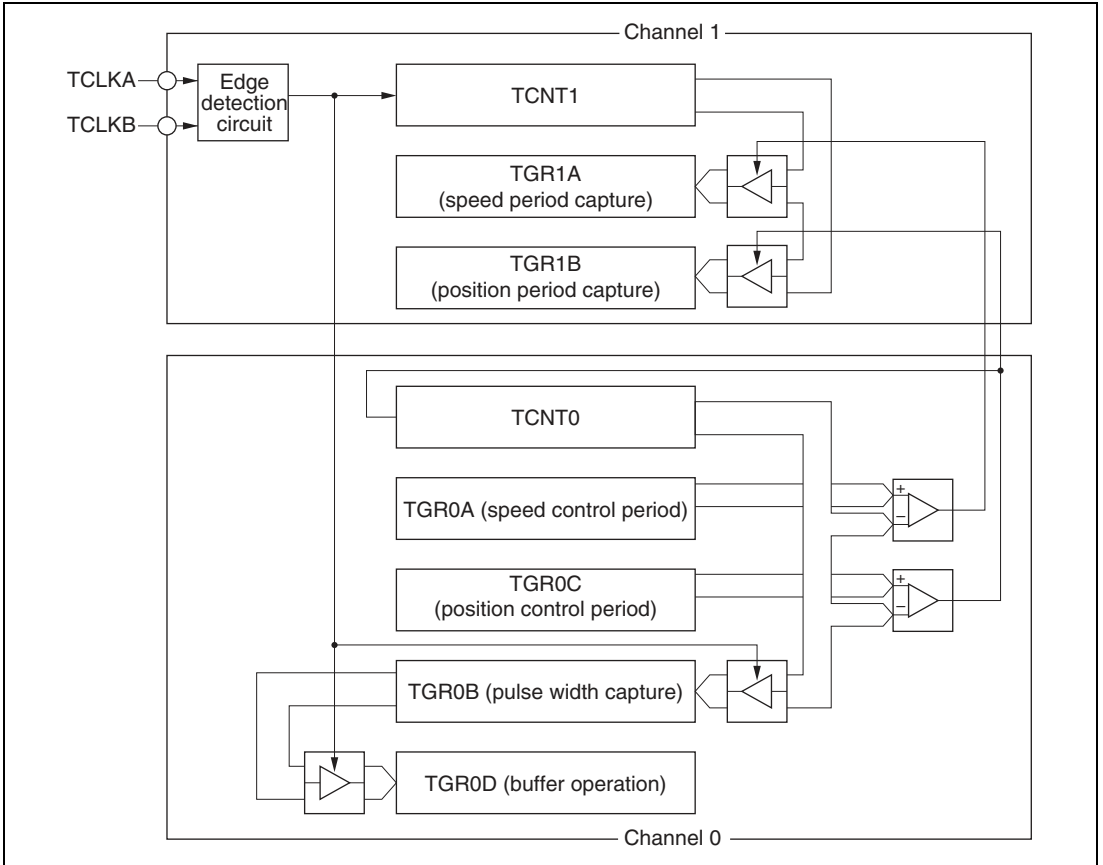 Channel 1
TCLKA
TCLKB
Edge
detection
circuit
TCNT1
TGR1A
(speed period capture)
TGR1B
(position period capture)
TCNT0
TGR0A (speed control period)
+
−
TGR0C
(position control period)
+
−
TGR0B (pulse width capture)
TGR0D (buffer operation)
Channel 0